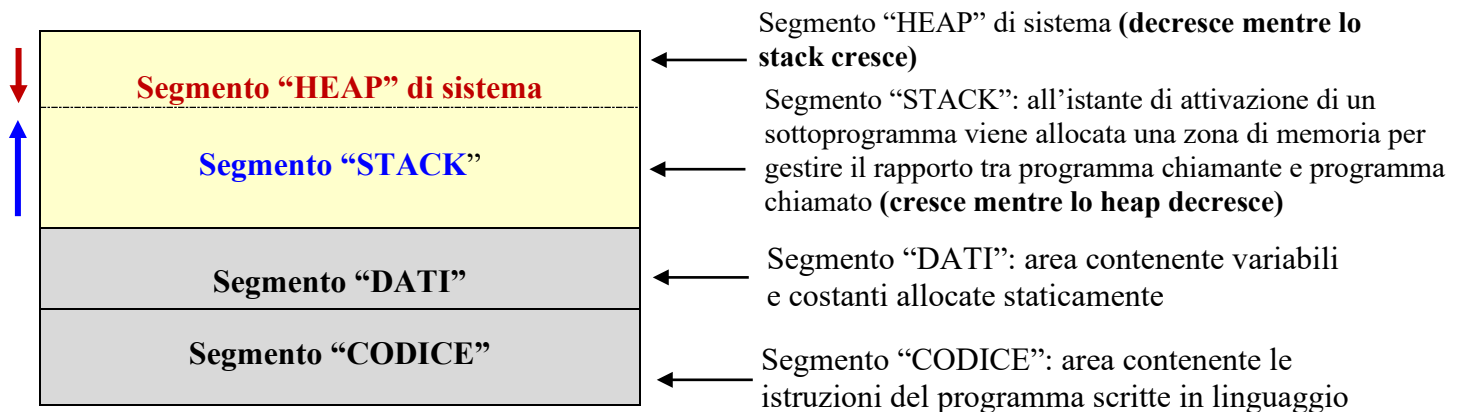 Segmento “HEAP” di sistema (decresce mentre lo
stack cresce)
Segmento “HEAP” di sistema
Segmento “STACK”: all’istante di attivazione di un
sottoprogramma viene allocata una zona di memoria per
gestire il rapporto tra programma chiamante e programma
chiamato (cresce mentre lo heap decresce)
Segmento “STACK”
Segmento “DATI”: area contenente variabili
e costanti allocate staticamente
Segmento “DATI”
Segmento “CODICE”: area contenente le
istruzioni del programma scritte in linguaggio
Segmento “CODICE”